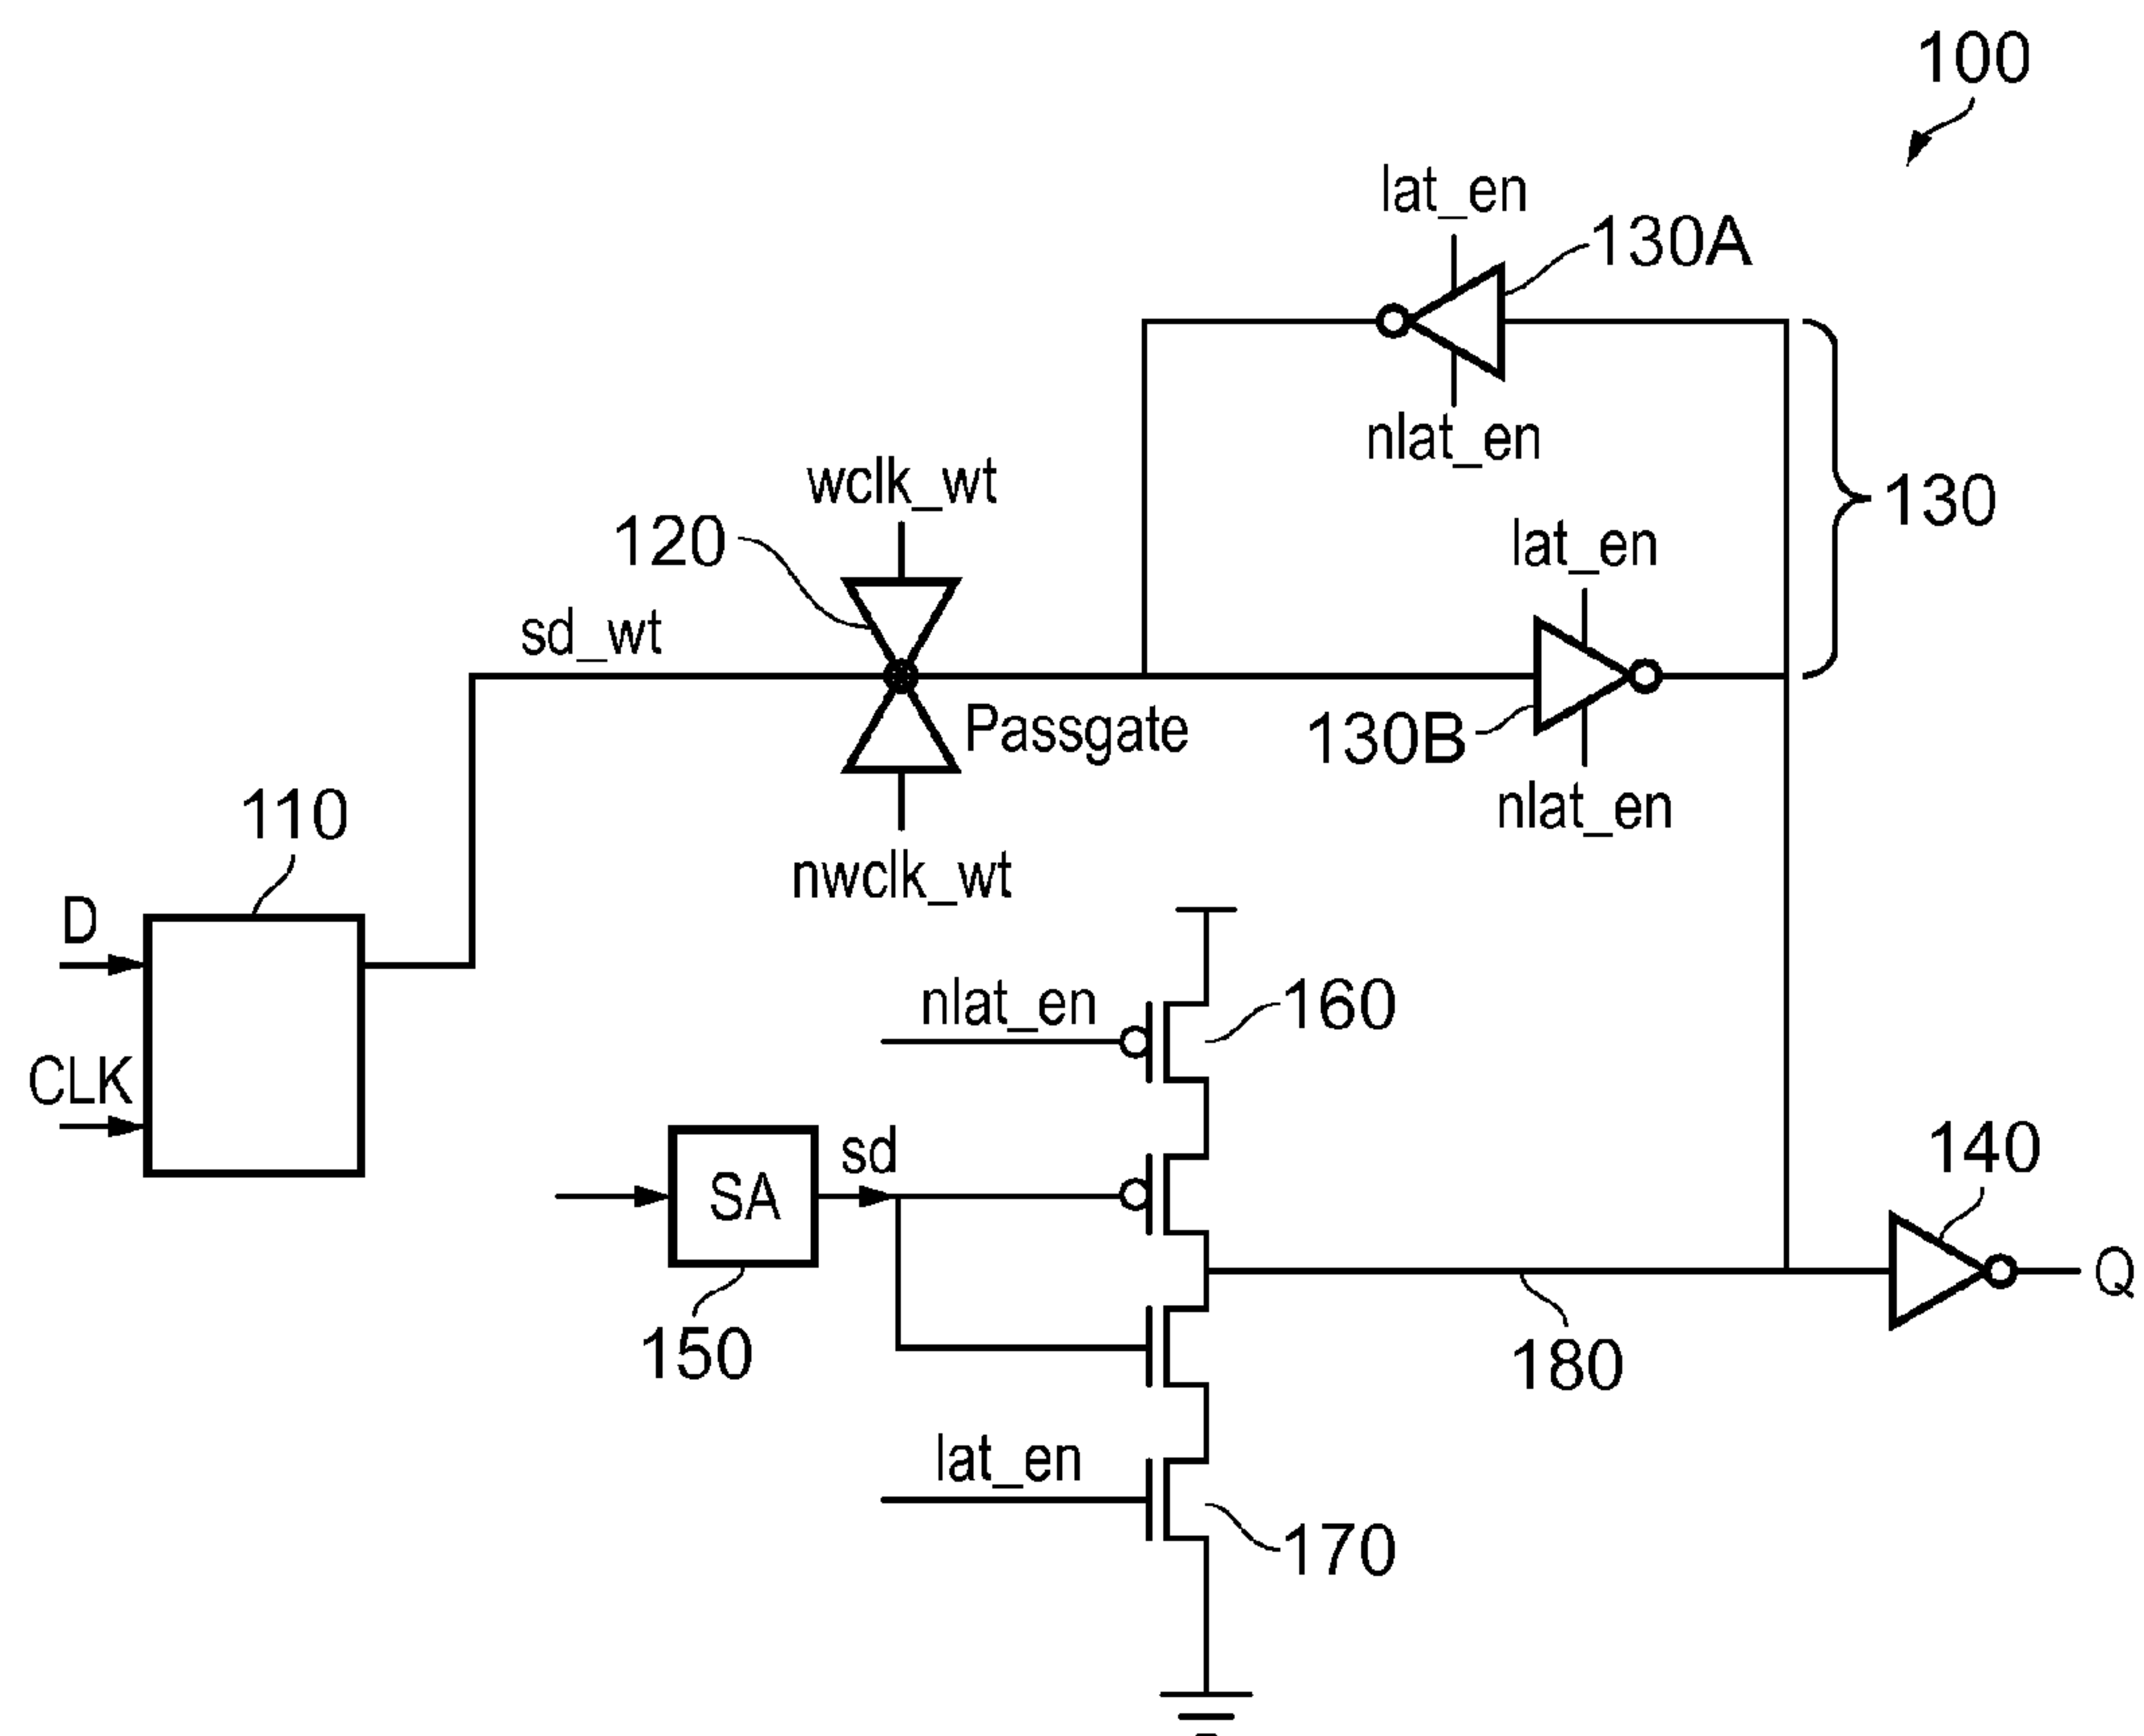 100
lat_en
130A
nlat_en
130
wclk_wt
120
lat_en
sd_wt
Passgate
130B
nlat_en
nwclk_wt
110
D
CLK
nlat_en
160
sd
SA
150
140
Q
180
lat_en
170